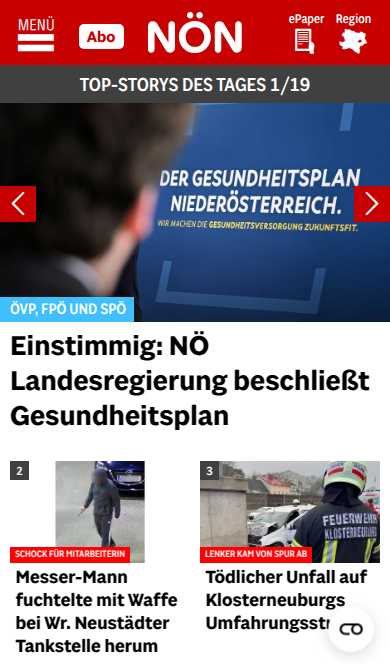 MENÜ
Abo
NÖN
ePaper
Region
TOP-STORYS DES TAGES 1/19
DER GESUNDHEITSPLAN
NIEDERÖSTERREICH.
WIR MACHEN DIE GESUNDHEITSVERSORGUNG ZUKUNFTSFIT.
ÖVP, FPÖ UND SPÖ
Einstimmig: NÖ
Landesregierung beschließt
Gesundheitsplan
2
SCHOCK FÜR MITARBEITERIN
Messer-Mann
fuchtelte mit Waffe
bei Wr. Neustädter
Tankstelle herum
3
FEUERWEHR
KLOSTERNEUBURG
LENKER KAM VON SPUR AB
Tödlicher Unfall auf
Klosterneuburgs